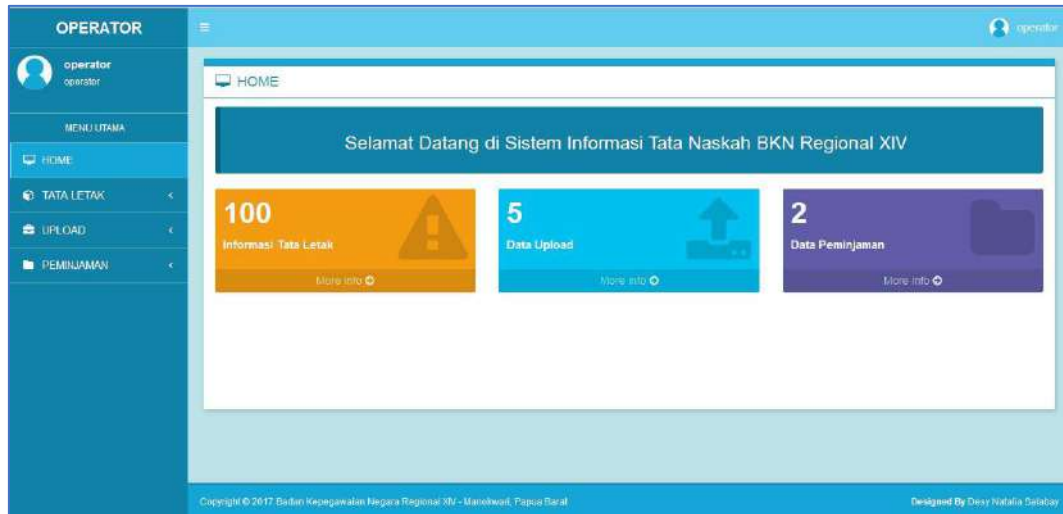 OPERATOR
operator
operator
operator
MENU UTAMA
HOME
TATA LETAK
UPLOAD
PEMINJAMAN
HOME
Selamat Datang di Sistem Informasi Tata Naskah BKN Regional XIV
100
Informasi Tata Letak
More info
5
Data Upload
More info
2
Data Peminjaman
More info
Copyright © 2017 Badan Kepegawaian Negara Regional XIV - Manokwari, Papua Barat
Designed By Desy Natalia